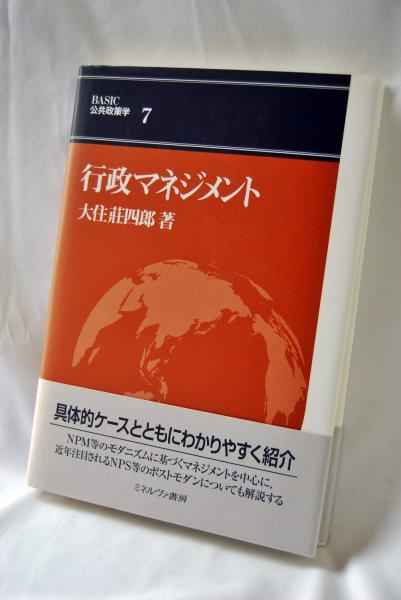 BASIC
公共政策学 7
行政マネジメント
大住莊四郎 著
具体的ケースとともにわかりやすく紹介
NPM等のモダニズムに基づくマネジメントを中心に,
近年注目されるNPS等のポストモダンについても解説する
ミネルヴァ書房